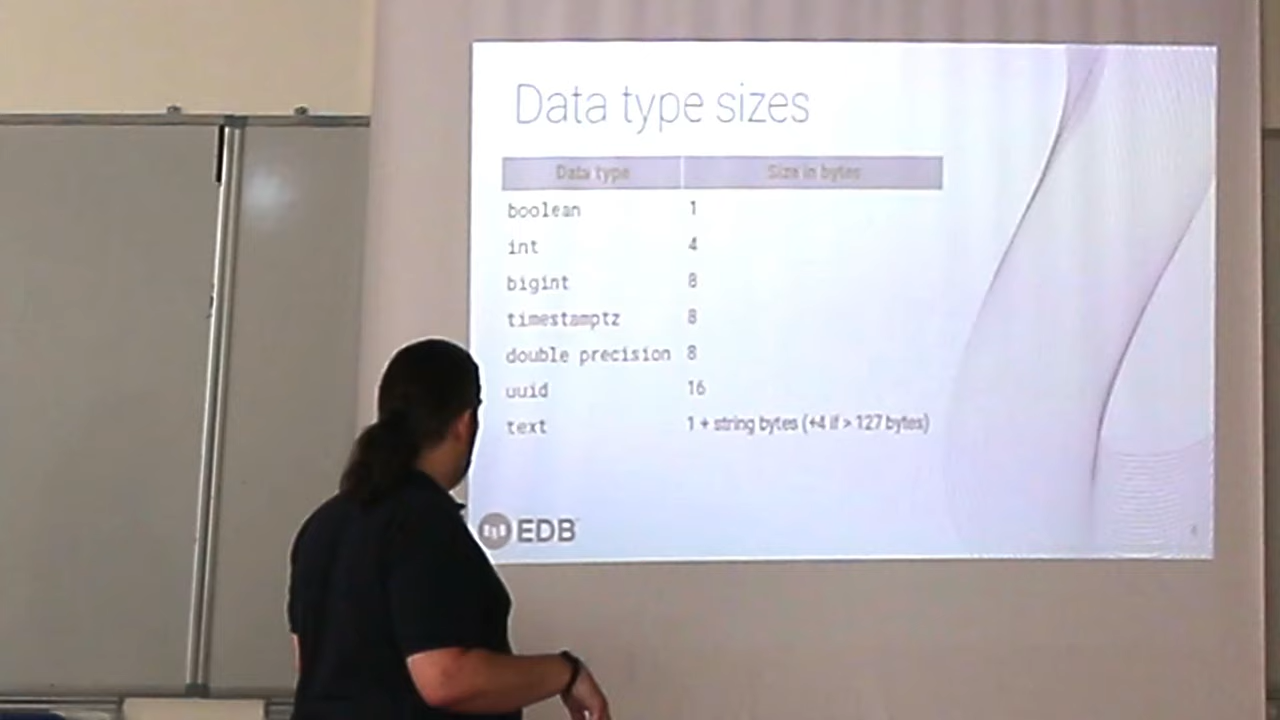 Data type sizes
Data type Size in bytes
boolean 1
int 4
bigint 8
timestamptz 8
double precision 8
uuid 16
text 1 + string bytes (+4 if > 127 bytes)
EDB